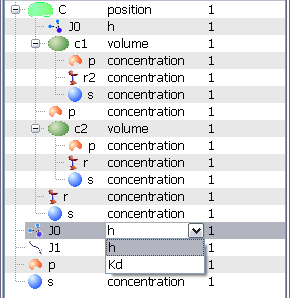 C position 1
J0 h 1
c1 volume 1
p concentration 1
r2 concentration 1
s concentration 1
p concentration 1
c2 volume 1
p concentration 1
r concentration 1
s concentration 1
r concentration 1
s concentration 1
J0 h 1
J1 h 1
p Kd 1
s concentration 1